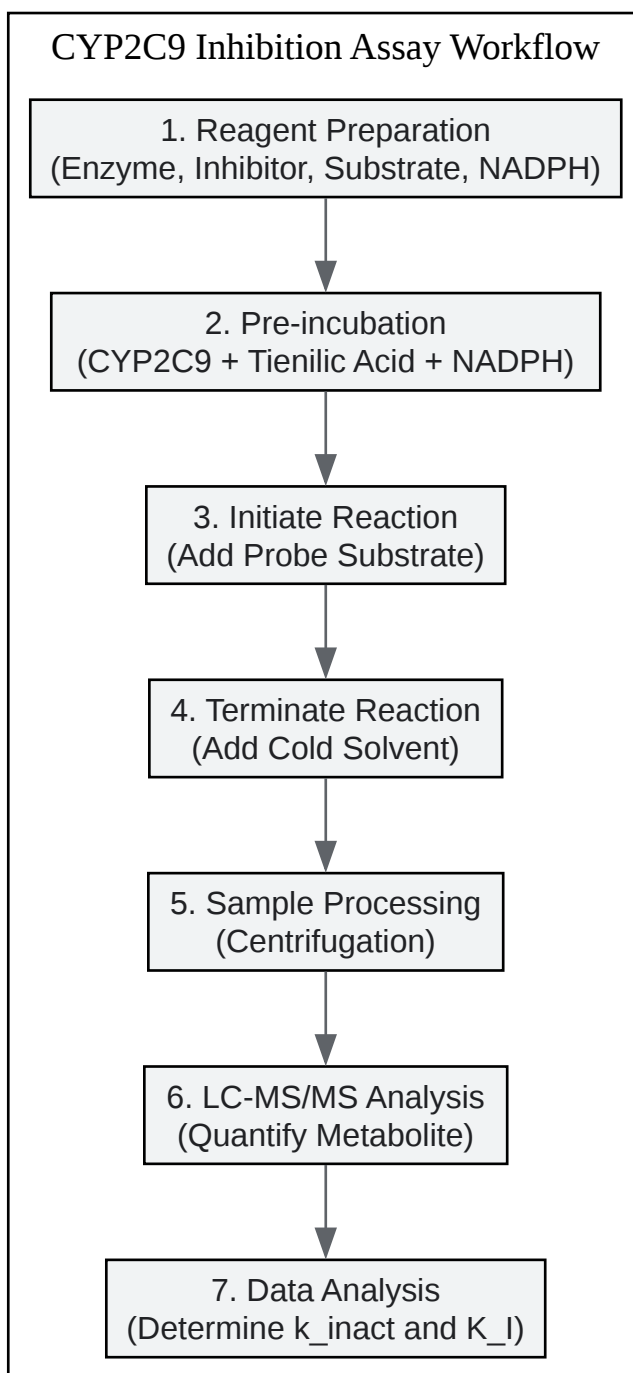 CYP2C9 Inhibition Assay Workflow
1. Reagent Preparation
(Enzyme, Inhibitor, Substrate, NADPH)
2. Pre-incubation
(CYP2C9 + Tienilic Acid + NADPH)
3. Initiate Reaction
(Add Probe Substrate)
4. Terminate Reaction
(Add Cold Solvent)
5. Sample Processing
(Centrifugation)
6. LC-MS/MS Analysis
(Quantify Metabolite)
7. Data Analysis
(Determine k_inact and K_I)